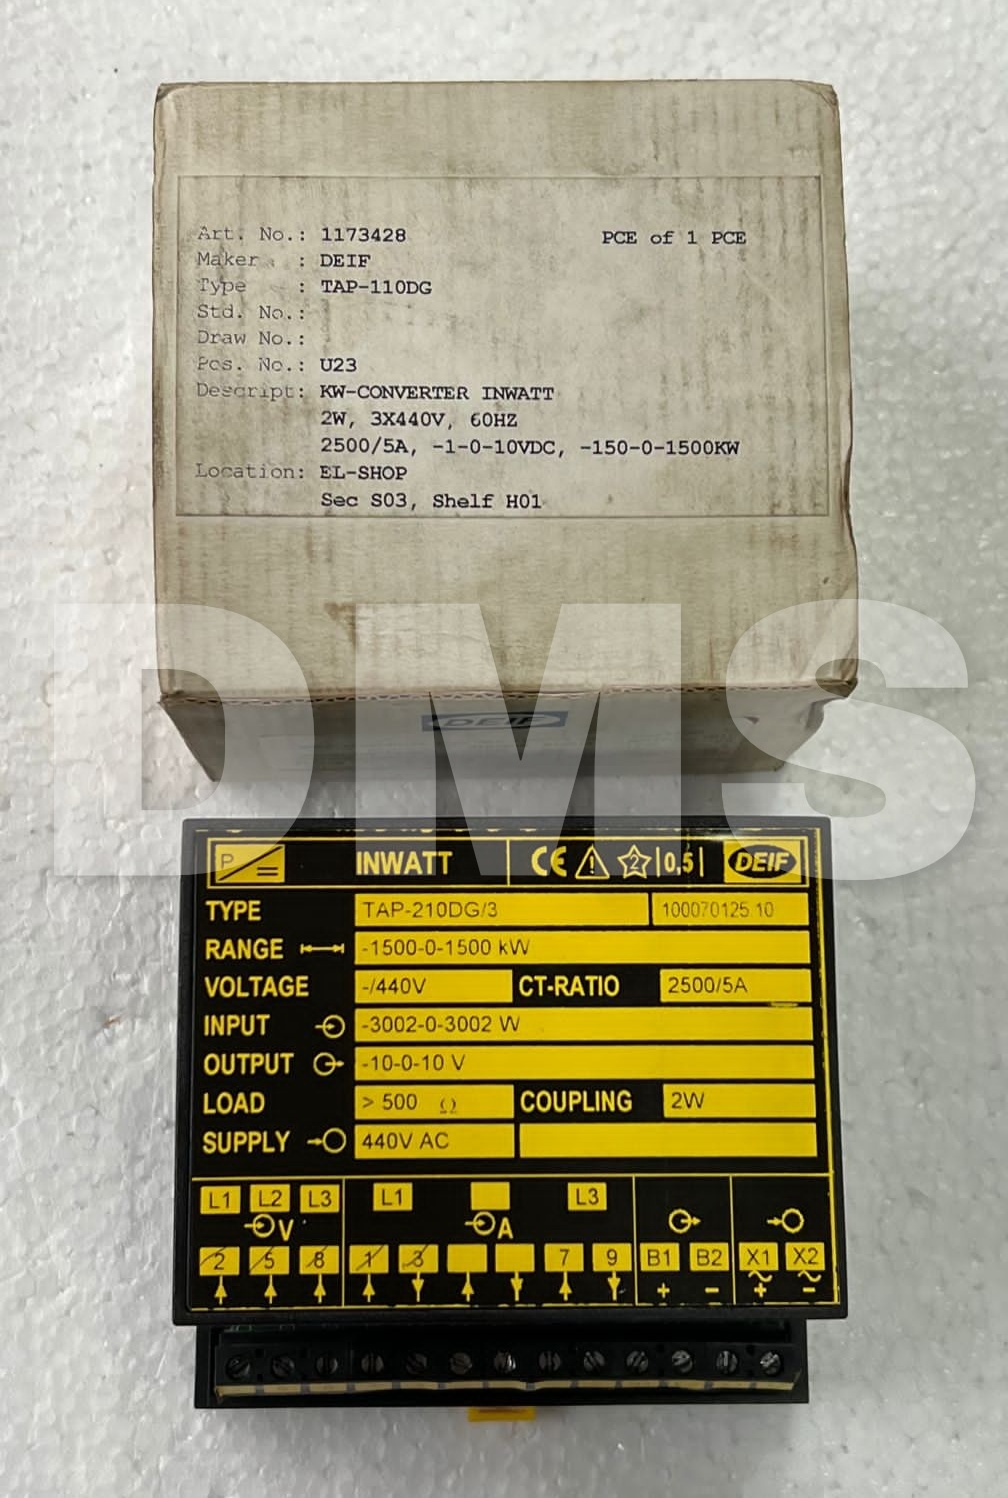 Art. No.: 1173428 PCE of 1 PCE
Maker : DEIF
Type : TAP-110DG
Std. No.:
Draw No.:
Pos. No.: U23
Descript: KW-CONVERTER INWATT
2W, 3X440V, 60HZ
2500/5A, -1-0-10VDC, -150-0-1500KW
Location: EL-SHOP
Sec S03, Shelf H01
DMS
DEIF
P INWATT CE 2 0,5 DEIF
TYPE TAP-210DG/3 100070125.10
RANGE -1500-0-1500 kW
VOLTAGE -/440V CT-RATIO 2500/5A
INPUT -3002-0-3002 W
OUTPUT -10-0-10 V
LOAD > 500 Ω COUPLING 2W
SUPPLY 440V AC
L1 L2 L3 L1 L3
V A
2 5 8 1 3 7 9 B1 B2 X1 X2
+ − + −